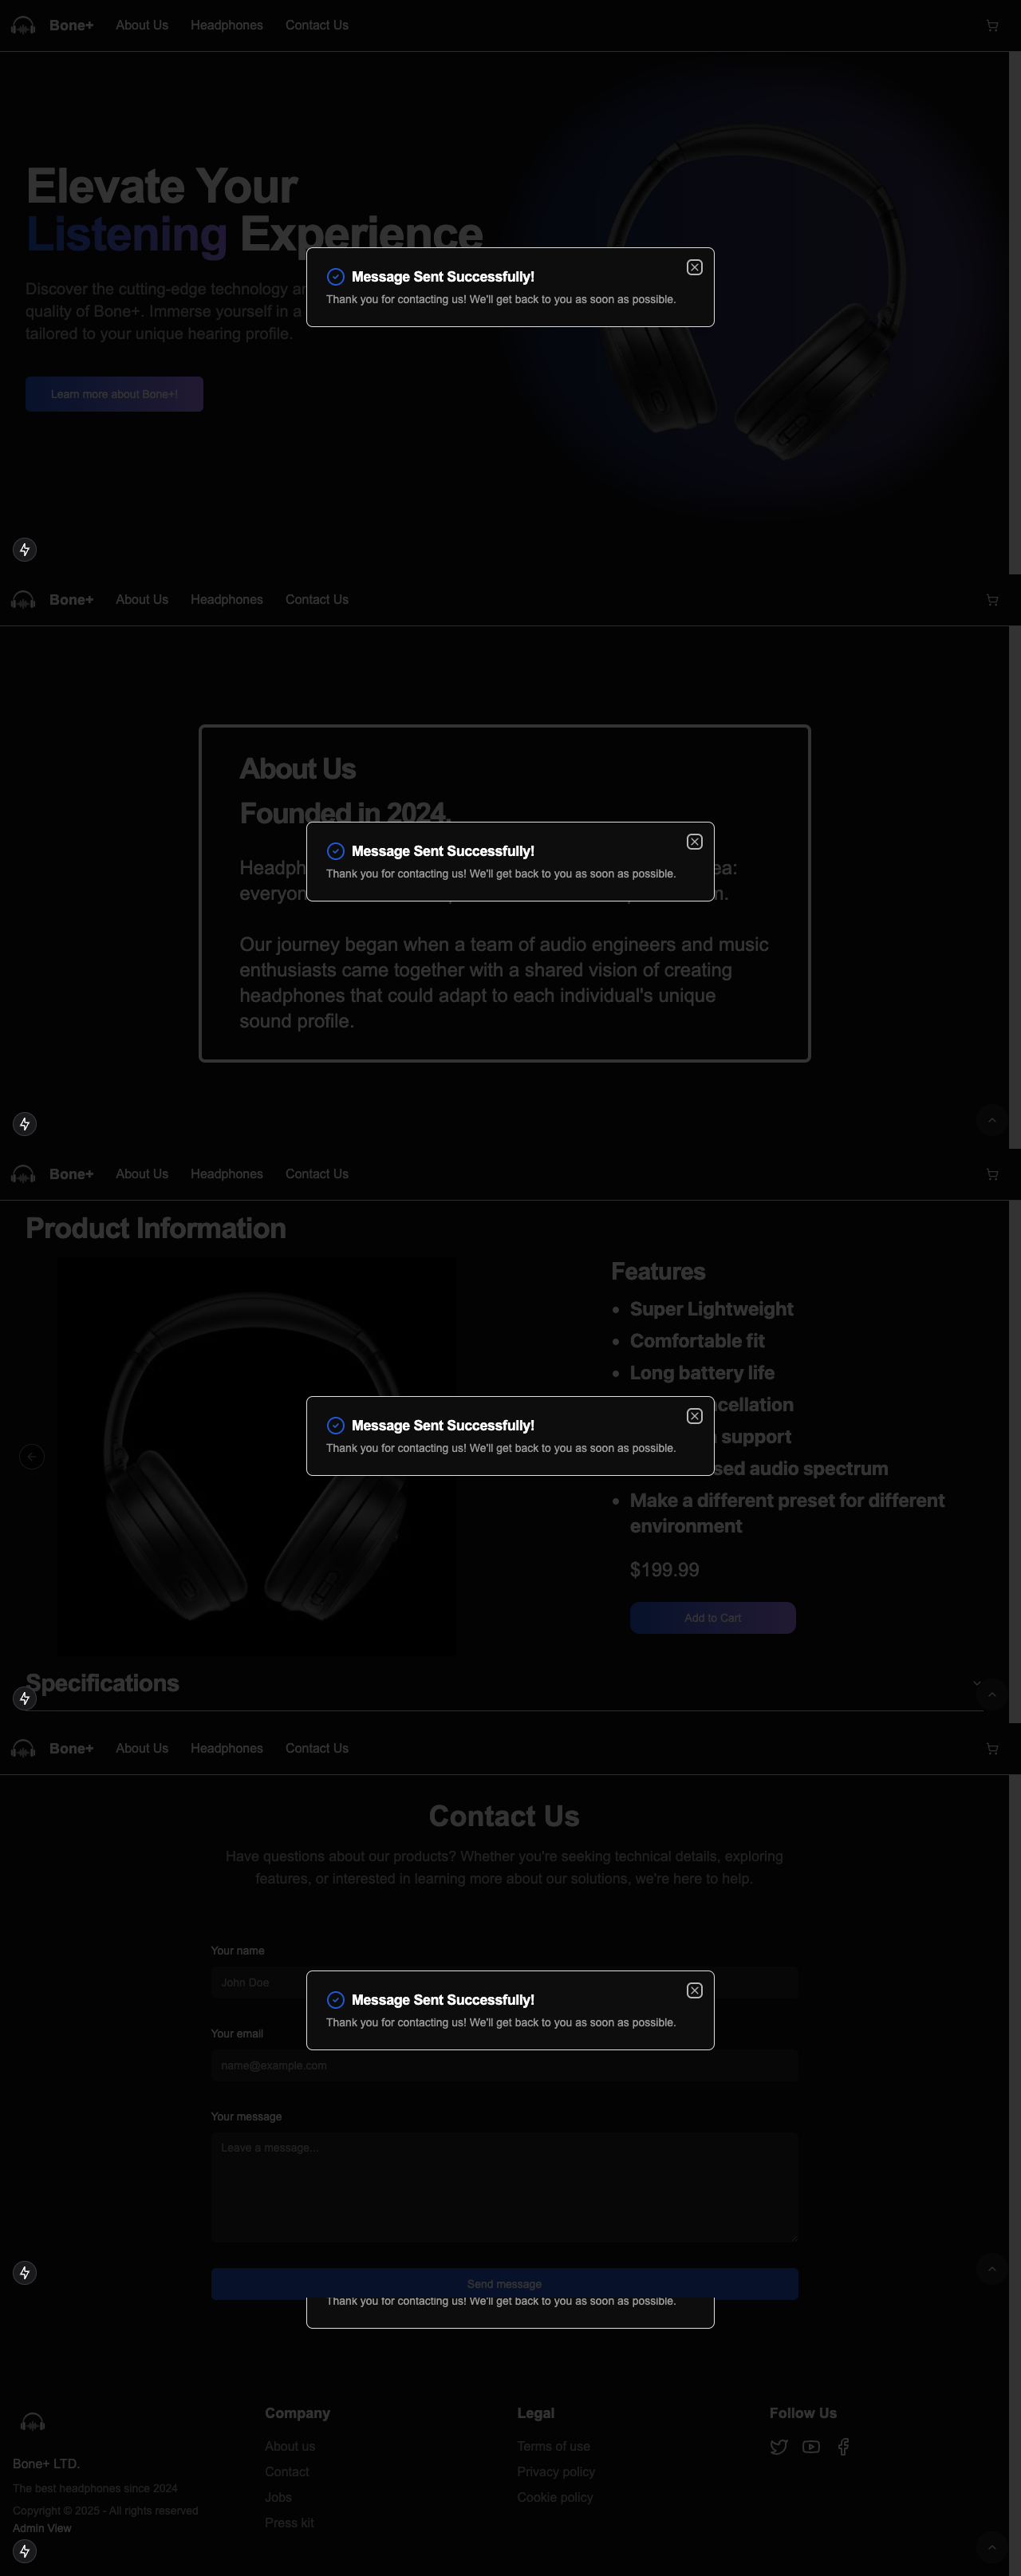 Bone+ About Us Headphones Contact Us
Elevate Your
Listening Experience
Message Sent Successfully!
Thank you for contacting us! We'll get back to you as soon as possible.
Discover the cutting-edge technology
quality of Bone+. Immerse yourself in a
tailored to your unique hearing profile.
Learn more about Bone+!
Bone+ About Us Headphones Contact Us
About Us
Founded in 2024.
Message Sent Successfully!
Thank you for contacting us! We'll get back to you as soon as possible.
Our journey began when a team of audio engineers and music
enthusiasts came together with a shared vision of creating
headphones that could adapt to each individual's unique
sound profile.
Bone+ About Us Headphones Contact Us
Product Information
Features
• Super Lightweight
• Comfortable fit
• Long battery life
Message Sent Successfully!
Thank you for contacting us! We'll get back to you as soon as possible.
support
audio spectrum
• Make a different preset for different
environment
$199.99
Add to Cart
Specifications
Bone+ About Us Headphones Contact Us
Contact Us
Have questions about our products? Whether you're seeking technical details, exploring
features, or interested in learning more about our solutions, we're here to help.
Your name
John Doe
Message Sent Successfully!
Thank you for contacting us! We'll get back to you as soon as possible.
Your email
name@example.com
Your message
Leave a message...
Send message
Thank you for contacting us! We'll get back to you as soon as possible.
Bone+ LTD.
The best headphones since 2024
Copyright © 2025 - All rights reserved
Admin View
Company
About us
Contact
Jobs
Press kit
Legal
Terms of use
Privacy policy
Cookie policy
Follow Us